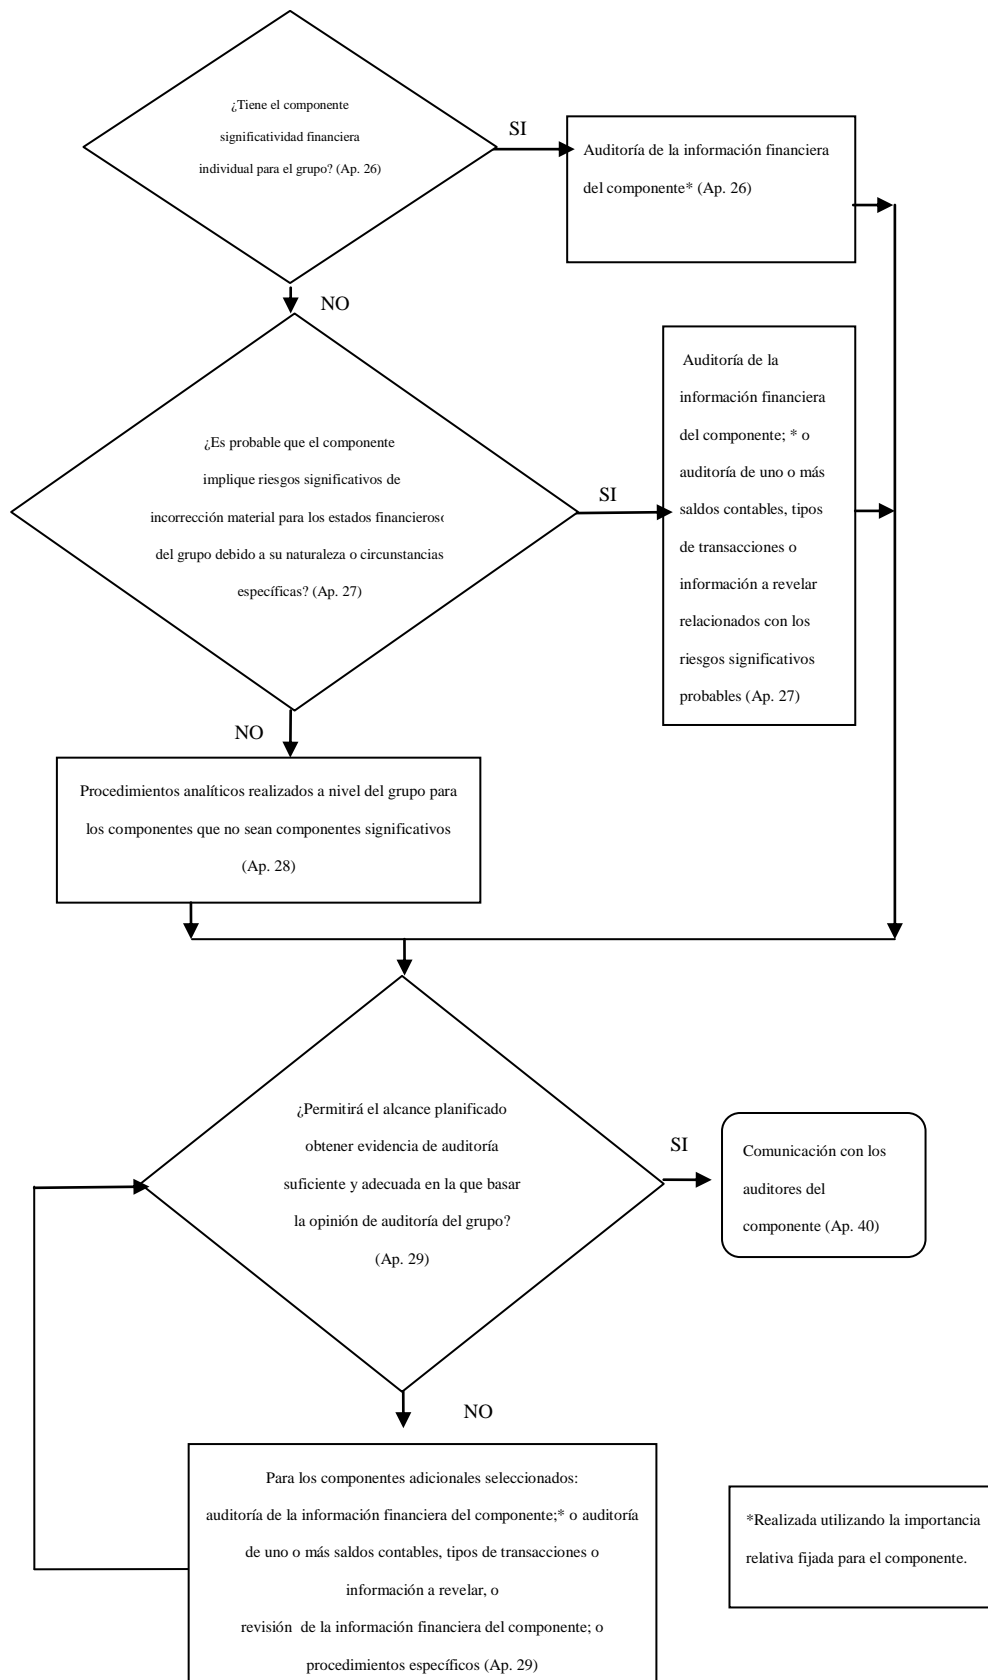 ¿Tiene el componente
significatividad financiera
individual para el grupo? (Ap. 26)
SI
Auditoría de la información financiera
del componente* (Ap. 26)
NO
¿Es probable que el componente
implique riesgos significativos de
incorrección material para los estados financieros
del grupo debido a su naturaleza o circunstancias
específicas? (Ap. 27)
SI
Auditoría de la
información financiera
del componente; * o
auditoría de uno o más
saldos contables, tipos
de transacciones o
información a revelar
relacionados con los
riesgos significativos
probables (Ap. 27)
NO
Procedimientos analíticos realizados a nivel del grupo para
los componentes que no sean componentes significativos
(Ap. 28)
¿Permitirá el alcance planificado
obtener evidencia de auditoría
suficiente y adecuada en la que basar
la opinión de auditoría del grupo?
(Ap. 29)
SI
Comunicación con los
auditores del
componente (Ap. 40)
NO
Para los componentes adicionales seleccionados:
auditoría de la información financiera del componente;* o auditoría
de uno o más saldos contables, tipos de transacciones o
información a revelar, o
revisión de la información financiera del componente; o
procedimientos específicos (Ap. 29)
*Realizada utilizando la importancia
relativa fijada para el componente.